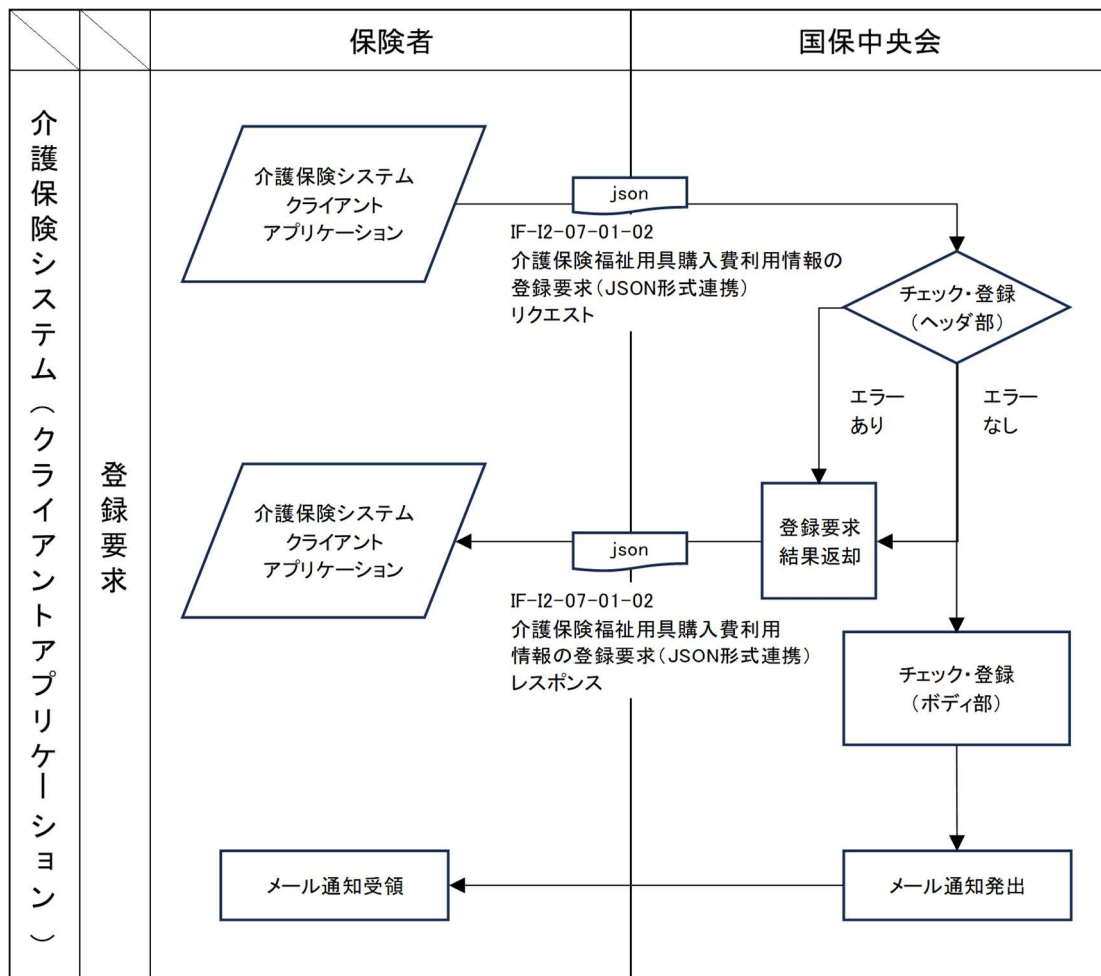 保険者
国保中央会
介護保険システム（クライアントアプリケーション）
登録要求
介護保険システム
クライアント
アプリケーション
json
IF-I2-07-01-02
介護保険福祉用具購入費利用情報の
登録要求（JSON形式連携）
リクエスト
チェック・登録
（ヘッダ部）
エラー
あり
エラー
なし
介護保険システム
クライアント
アプリケーション
json
登録要求
結果返却
IF-I2-07-01-02
介護保険福祉用具購入費利用
情報の登録要求（JSON形式連携）
レスポンス
チェック・登録
（ボディ部）
メール通知受領
メール通知発出